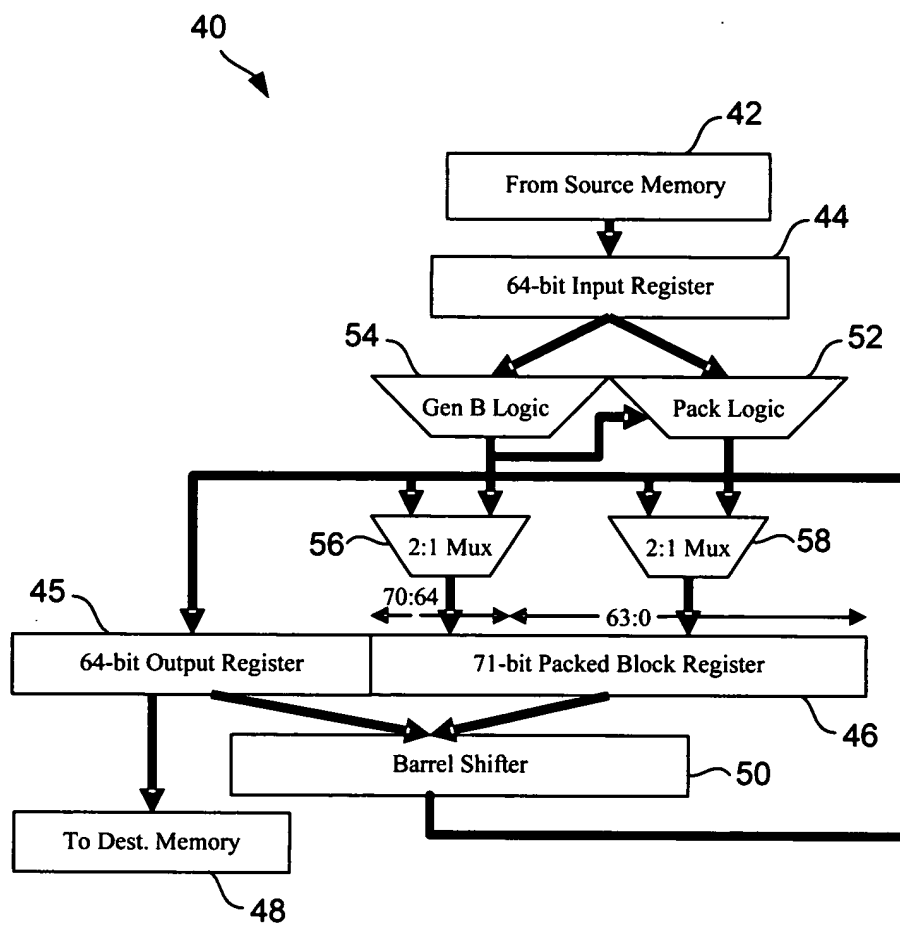 40
42
From Source Memory
44
64-bit Input Register
54
52
Gen B Logic
Pack Logic
56
2:1 Mux
2:1 Mux
58
70:64
63:0
45
64-bit Output Register
71-bit Packed Block Register
46
Barrel Shifter
50
To Dest. Memory
48